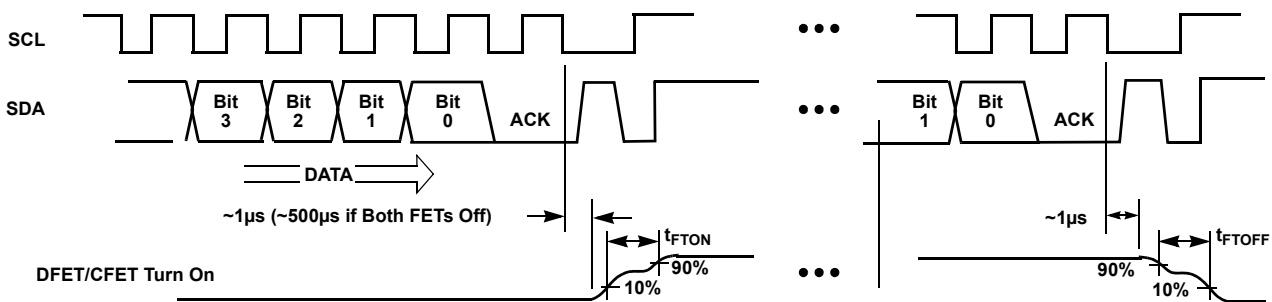 SCL
•••
SDA
Bit 3
Bit 2
Bit 1
Bit 0
ACK
•••
Bit 1
Bit 0
ACK
DATA
~1µs (~500µs if Both FETs Off)
~1µs
tFTON
tFTOFF
DFET/CFET Turn On
90%
10%
•••
90%
10%